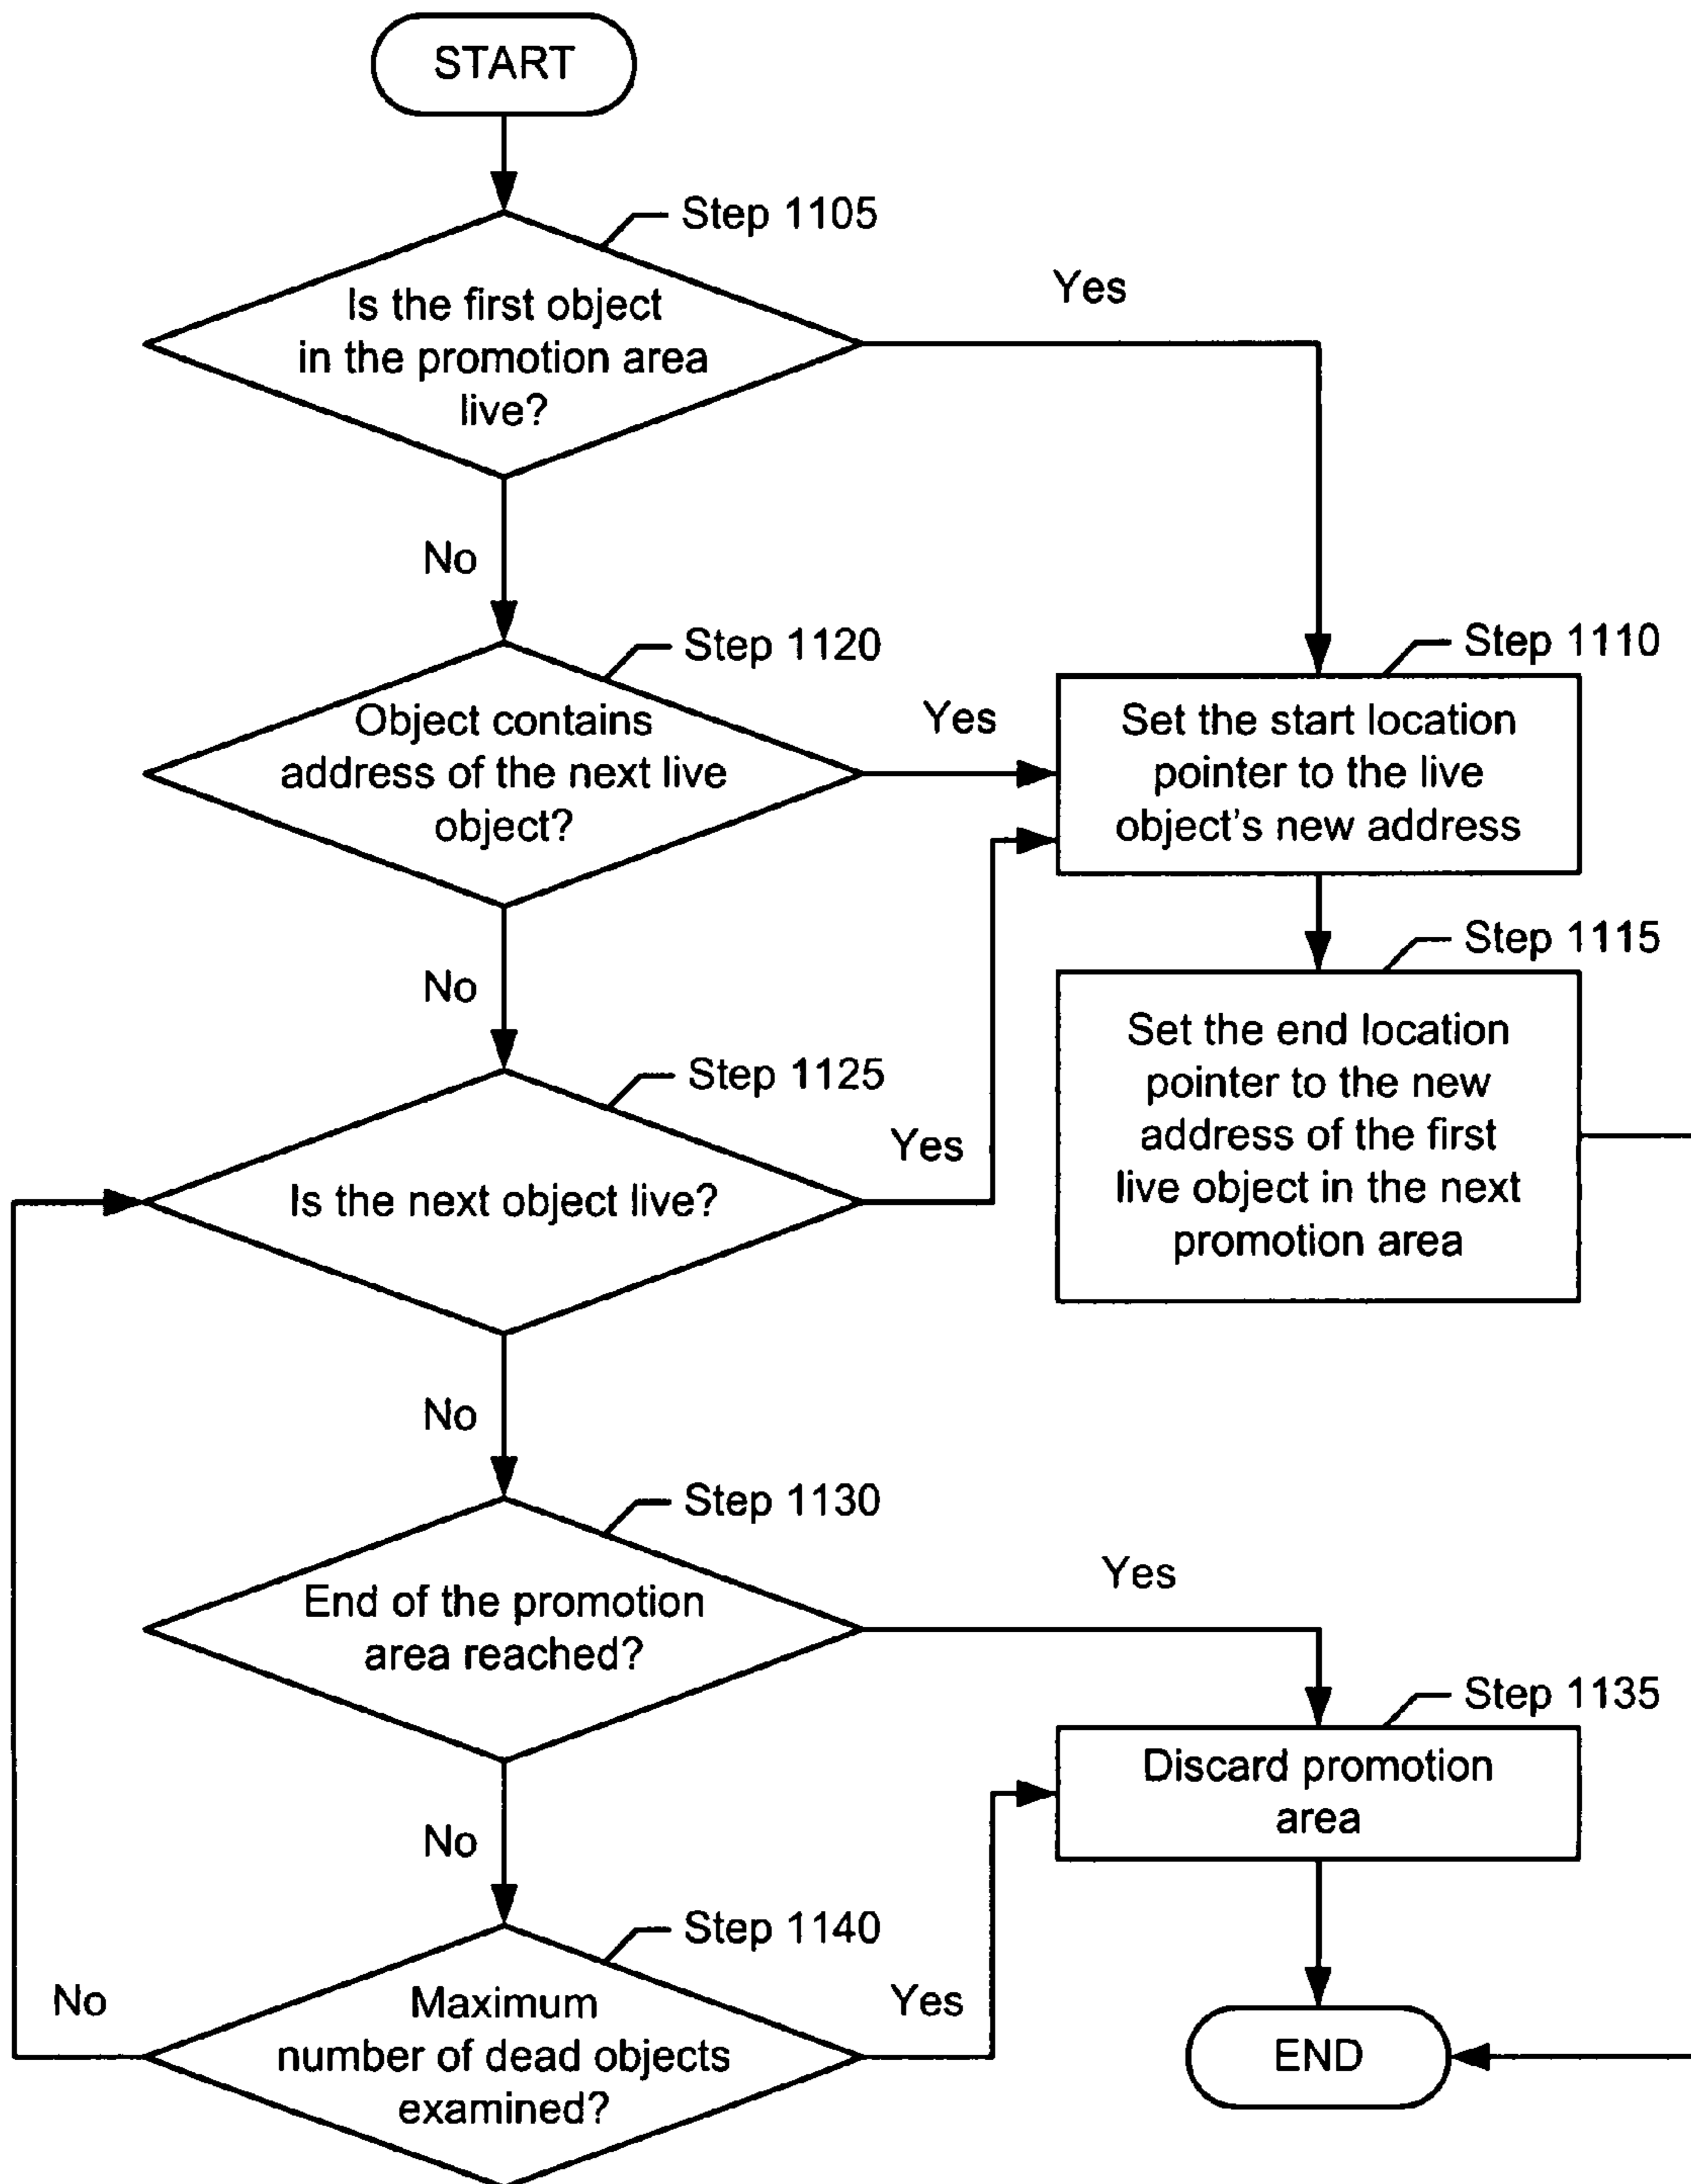 START
Step 1105
Is the first object
in the promotion area
live?
Yes
No
Step 1120
Object contains
address of the next live
object?
Yes
Step 1110
Set the start location
pointer to the live
object's new address
No
Step 1115
Set the end location
pointer to the new
address of the first
live object in the next
promotion area
Step 1125
Is the next object live?
Yes
No
Step 1130
End of the promotion
area reached?
Yes
Step 1135
Discard promotion
area
No
Step 1140
Maximum
number of dead objects
examined?
No
Yes
END